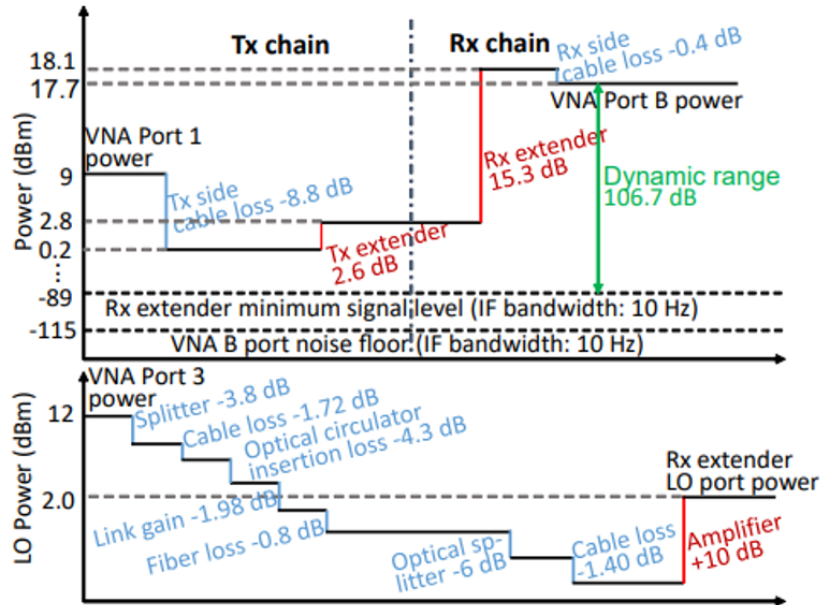 Tx chain
Rx chain
Rx side
cable loss -0.4 dB
18.1
17.7
VNA Port B power
VNA Port 1
power
Power (dBm)
9
Tx side
cable loss -8.8 dB
Rx extender
15.3 dB
Dynamic range
106.7 dB
2.8
0.2
Tx extender
2.6 dB
...
-89
Rx extender minimum signal level (IF bandwidth: 10 Hz)
-115
VNA B port noise floor (IF bandwidth: 10 Hz)
VNA Port 3
power
LO Power (dBm)
12
Splitter -3.8 dB
Cable loss -1.72 dB
Optical circulator
insertion loss -4.3 dB
Rx extender
LO port power
2.0
Link gain -1.98 dB
Fiber loss -0.8 dB
Optical sp-
litter -6 dB
Cable loss
-1.40 dB
Amplifier
+10 dB